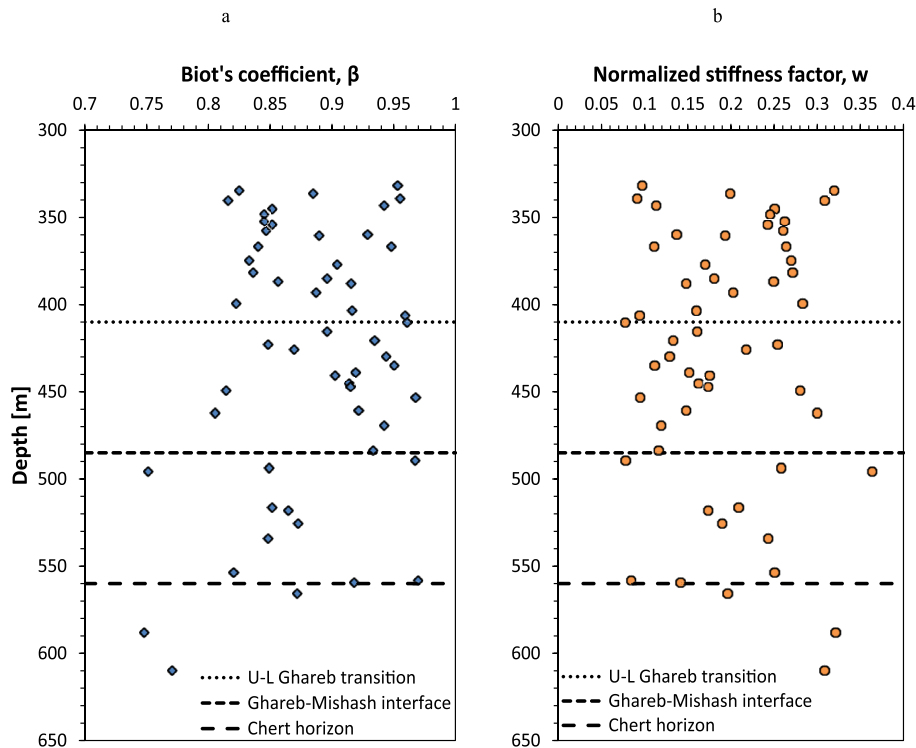 a
Biot's coefficient, β
0.7 0.75 0.8 0.85 0.9 0.95 1
300
350
400
450
500
550
600
650
Depth [m]
U-L Ghareb transition
Ghareb-Mishash interface
Chert horizon
b
Normalized stiffness factor, w
0 0.05 0.1 0.15 0.2 0.25 0.3 0.35 0.4
300
350
400
450
500
550
600
650
U-L Ghareb transition
Ghareb-Mishash interface
Chert horizon